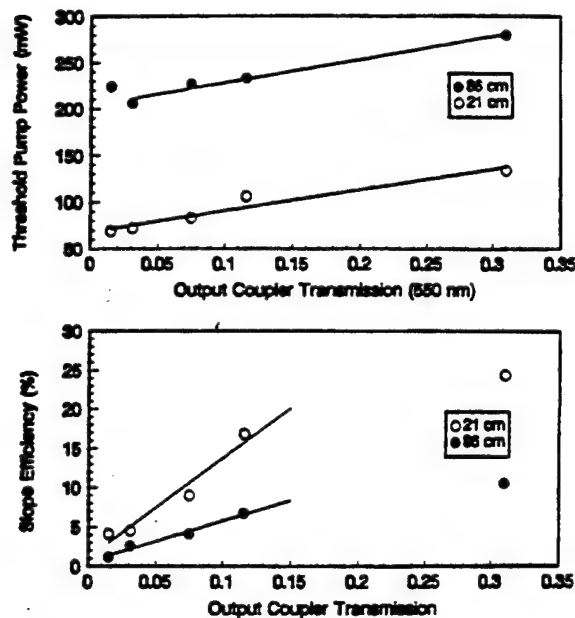 Threshold Pump Power (mW)
300
250
200
150
100
50
86 cm
21 cm
0 0.05 0.1 0.15 0.2 0.25 0.3 0.35
Output Coupler Transmission (550 nm)
Slope Efficiency (%)
30
25
20
15
10
5
0
21 cm
86 cm
0 0.05 0.1 0.15 0.2 0.25 0.3 0.35
Output Coupler Transmission